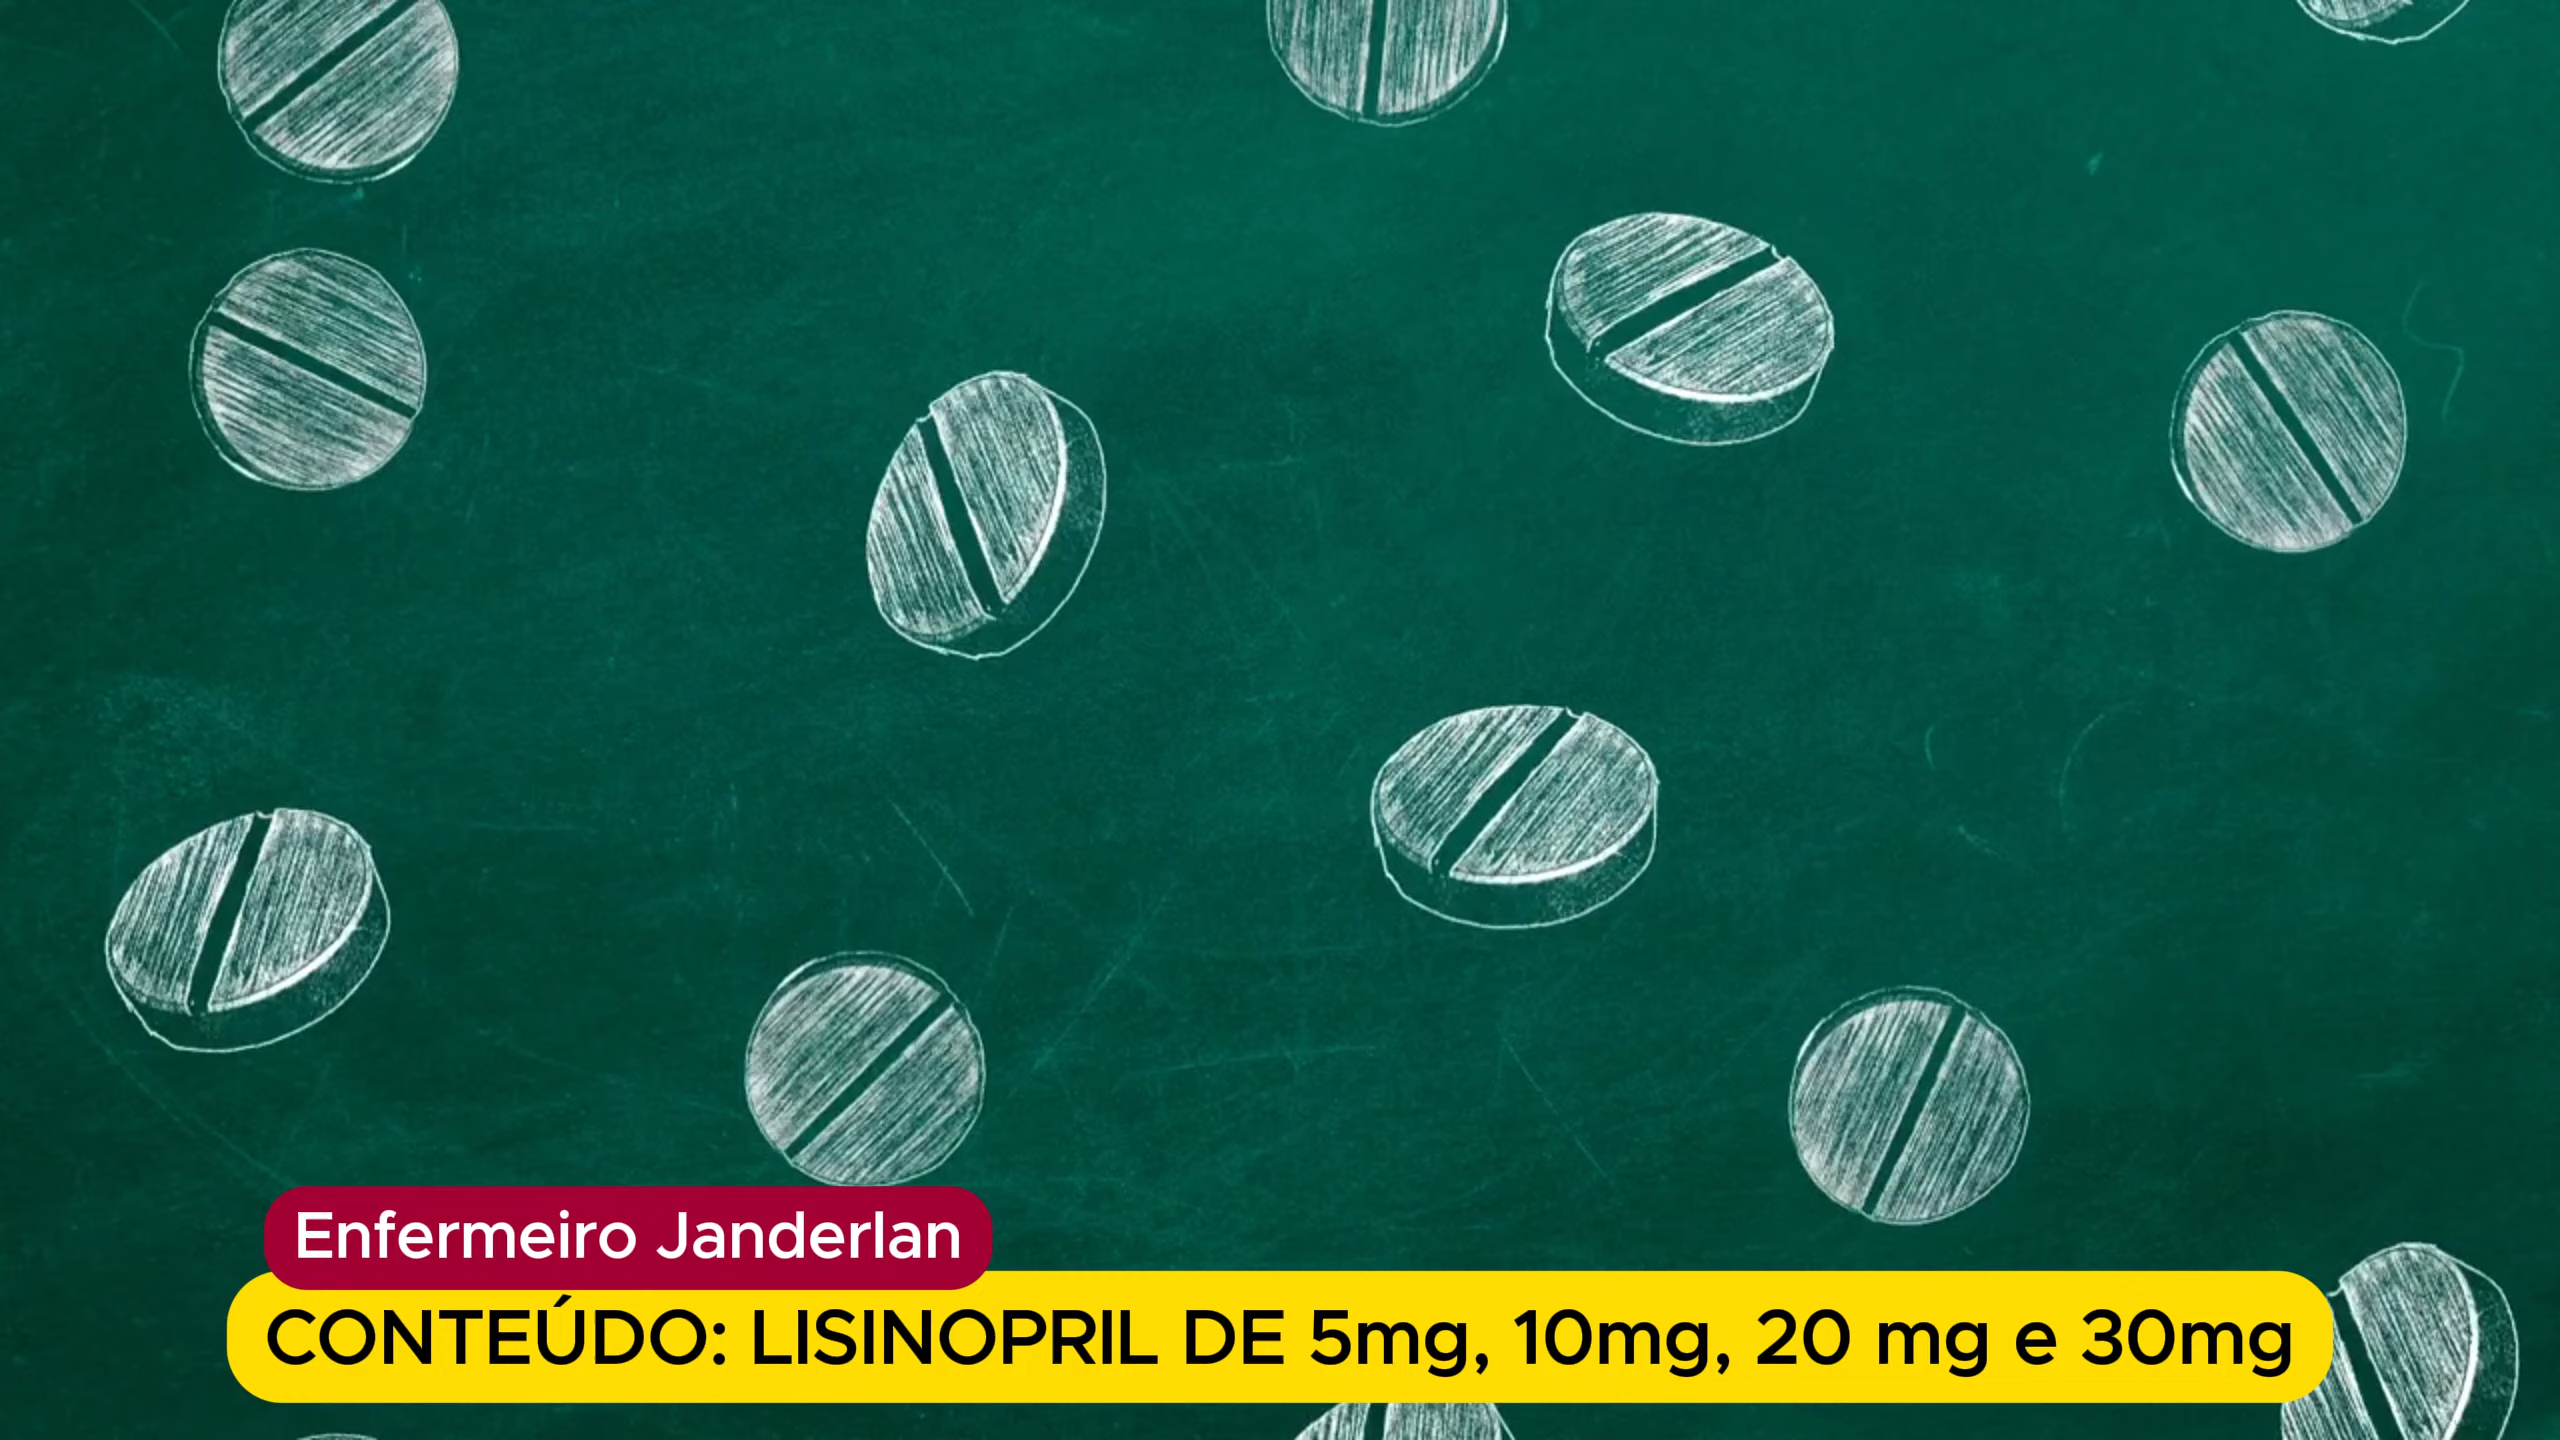 Enfermeiro Janderlan
CONTEÚDO: LISINOPRIL DE 5mg, 10mg, 20 mg e 30mg